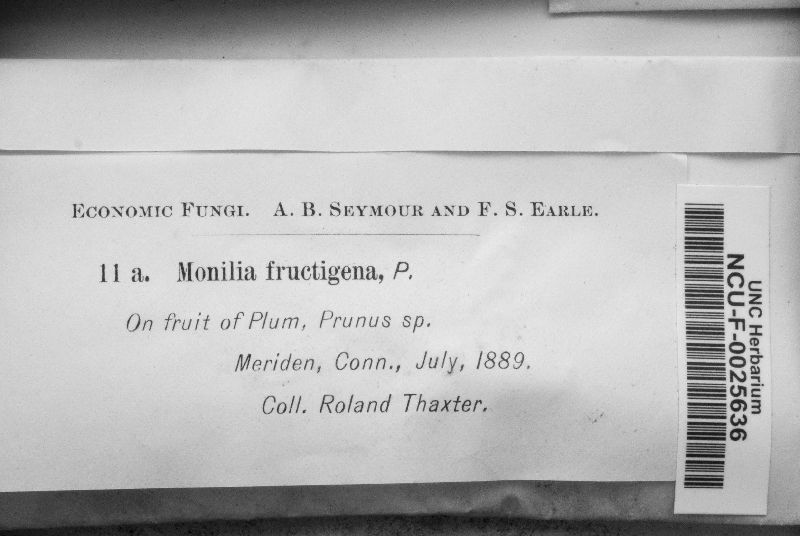 ECONOMIC FUNGI. A. B. SEYMOUR AND F. S. EARLE.
11 a. Monilia fructigena, P.
On fruit of Plum, Prunus sp.
Meriden, Conn., July, 1889.
Coll. Roland Thaxter.
UNC Herbarium
NCU-F-0025636